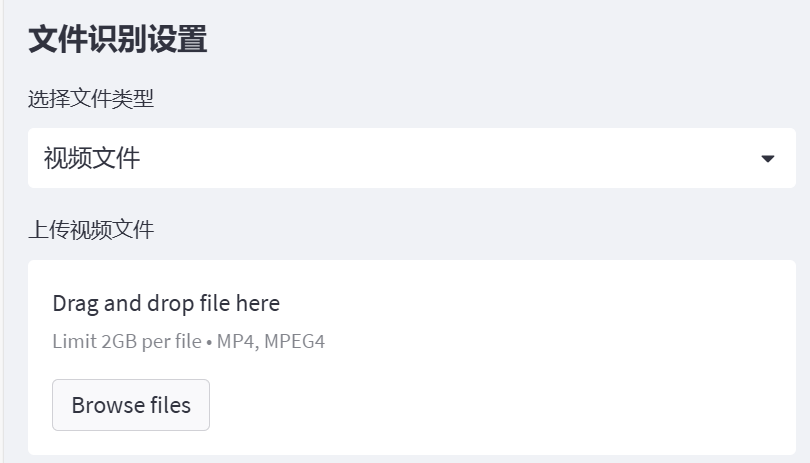 文件识别设置
选择文件类型
视频文件
上传视频文件
Drag and drop file here
Limit 2GB per file • MP4, MPEG4
Browse files